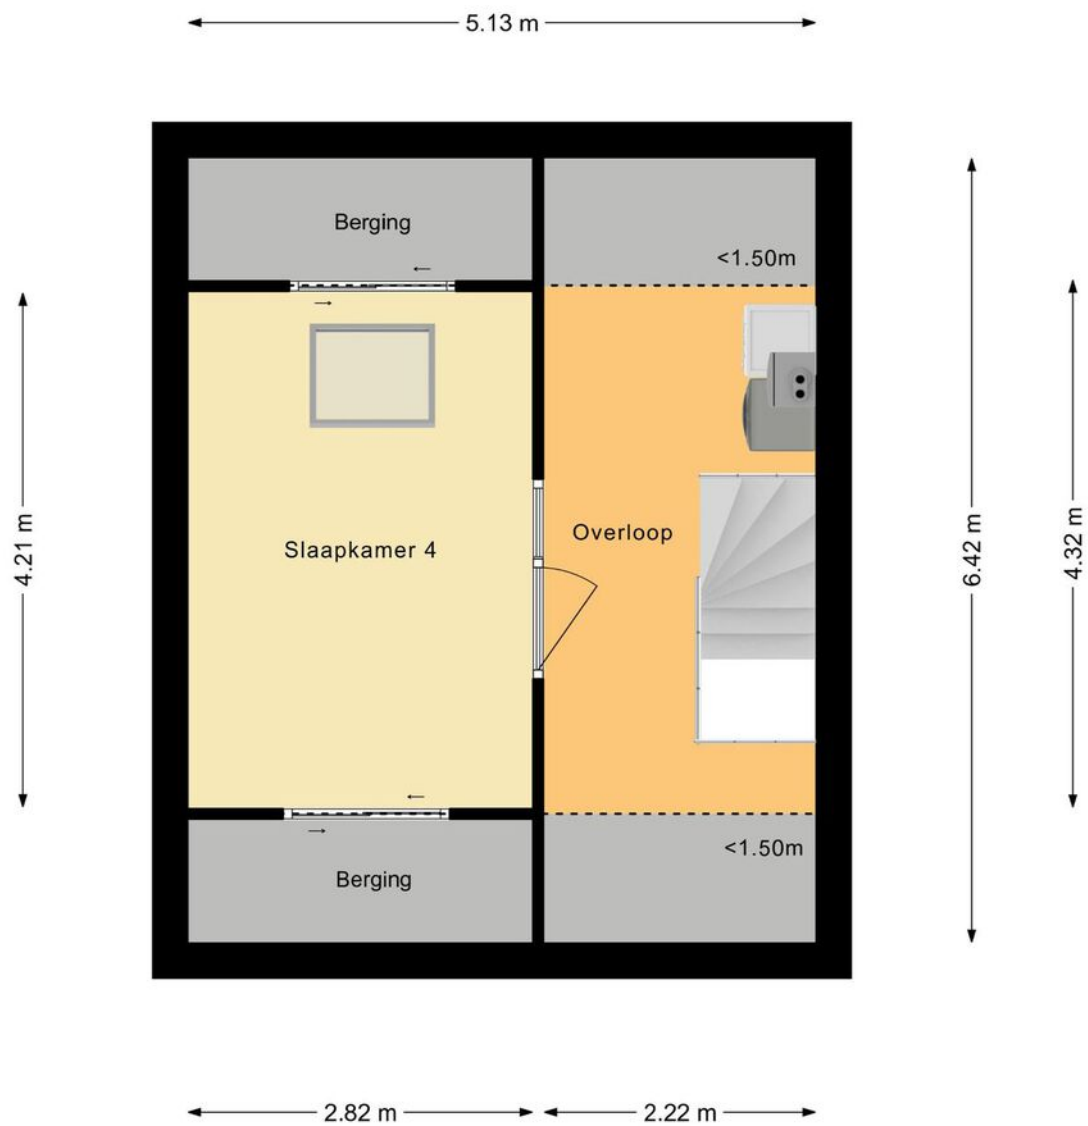 5.13 m
Berging
<1.50m
4.21 m
Slaapkamer 4
Overloop
6.42 m
4.32 m
<1.50m
Berging
2.82 m
2.22 m